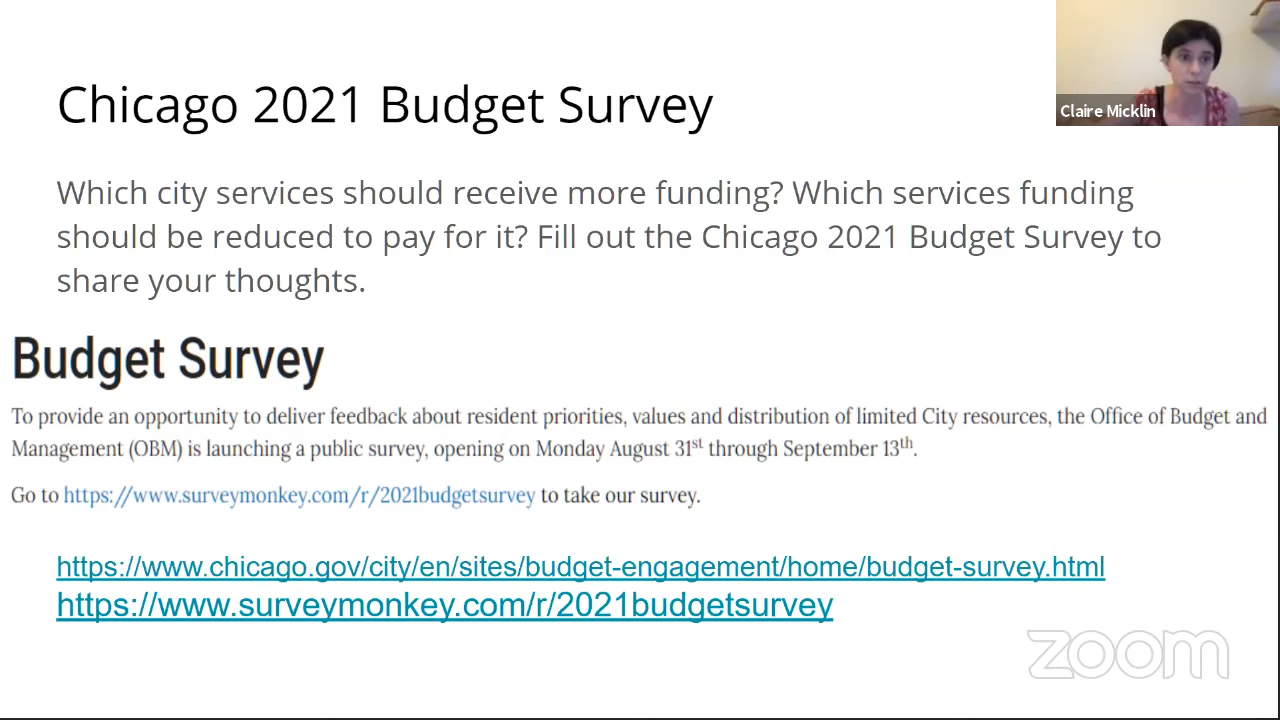 Chicago 2021 Budget Survey
Claire Micklin
Which city services should receive more funding? Which services funding
should be reduced to pay for it? Fill out the Chicago 2021 Budget Survey to
share your thoughts.
Budget Survey
To provide an opportunity to deliver feedback about resident priorities, values and distribution of limited City resources, the Office of Budget and
Management (OBM) is launching a public survey, opening on Monday August 31st through September 13th.
Go to https://www.surveymonkey.com/r/2021budgetsurvey to take our survey.
https://www.chicago.gov/city/en/sites/budget-engagement/home/budget-survey.html
https://www.surveymonkey.com/r/2021budgetsurvey
zoom